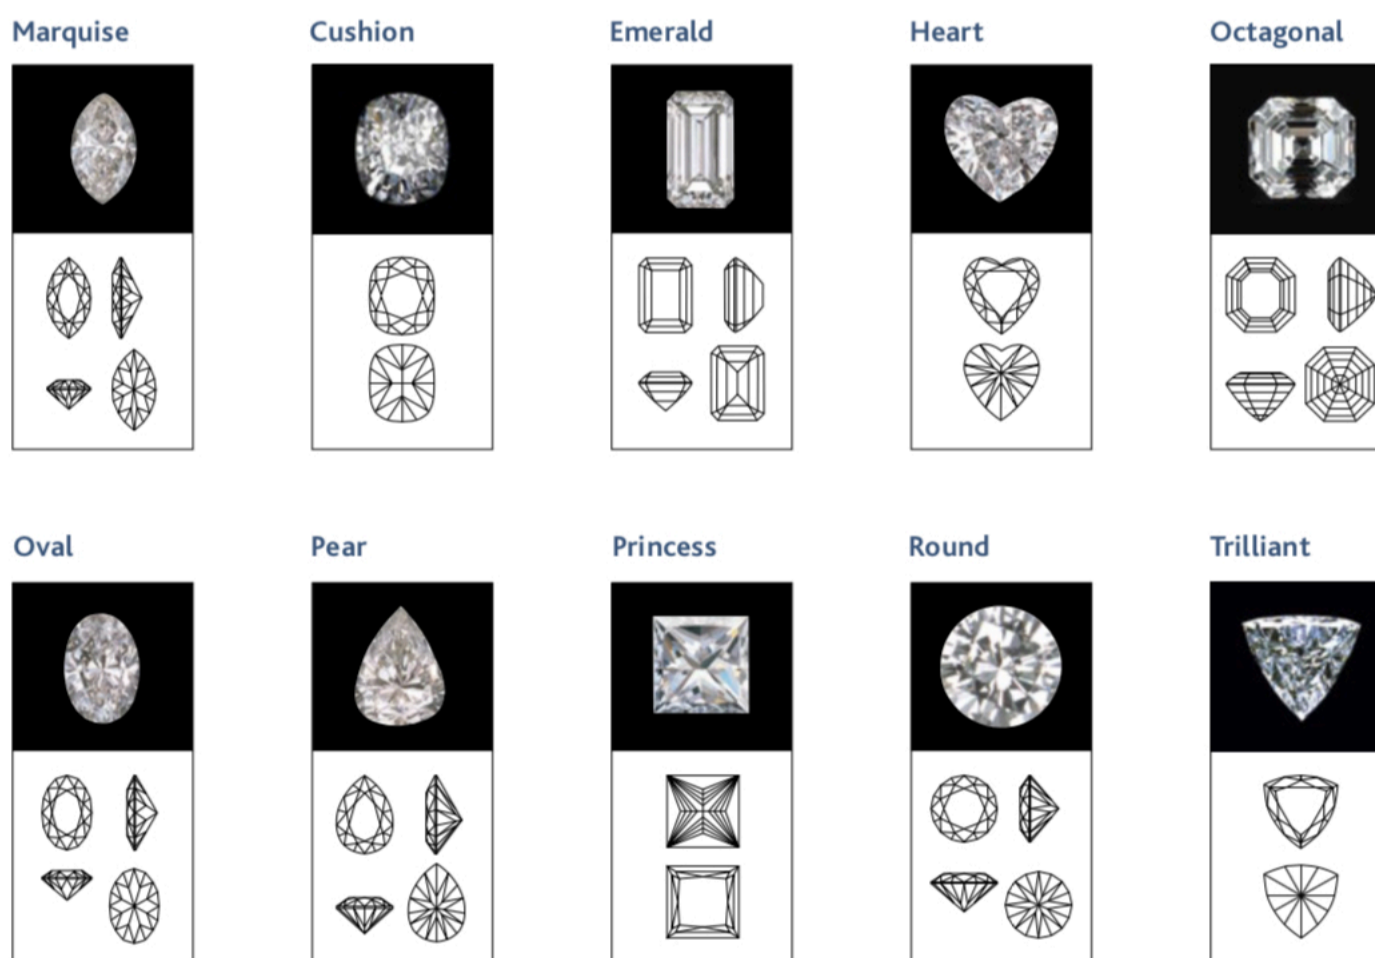 Marquise
Cushion
Emerald
Heart
Octagonal
Oval
Pear
Princess
Round
Trilliant